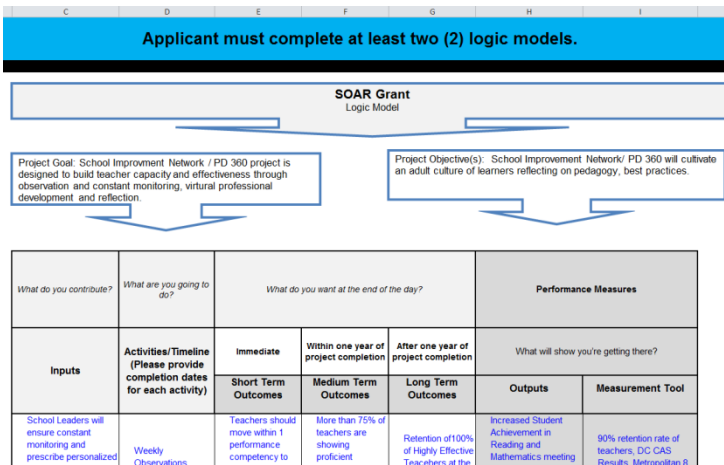 C D E F G H I
Applicant must complete at least two (2) logic models.
SOAR Grant
Logic Model
Project Goal: School Improvment Network / PD 360 project is
designed to build teacher capacity and effectiveness through
observation and constant monitoring, virtural professional
development and reflection.
Project Objective(s): School Improvement Network/ PD 360 will cultivate
an adult culture of learners reflecting on pedagogy, best practices.
What do you contribute?
What are you going to
do?
What do you want at the end of the day?
Performance Measures
Inputs
Activities/Timeline
(Please provide
completion dates
for each activity)
Immediate
Within one year of
project completion
After one year of
project completion
What will show you're getting there?
Short Term
Outcomes
Medium Term
Outcomes
Long Term
Outcomes
Outputs
Measurement Tool
School Leaders will
ensure constant
monitoring and
prescribe personalized
Weekly
Observations
Teachers should
move within 1
performance
competency to
More than 75% of
teachers are
showing
proficient
Retention of100%
of Highly Effective
Teacehers at the
Increased Student
Achievement in
Reading and
Mathematics meeting
90% retention rate of
teachers, DC CAS
Results, Metropolitan 8